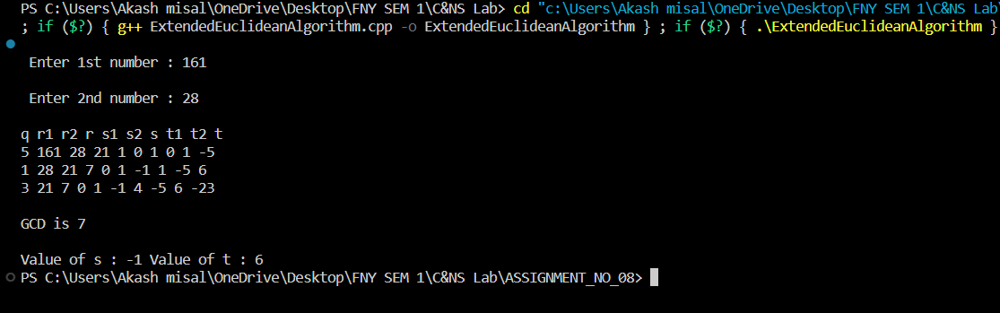 PS C:\Users\Akash misal\OneDrive\Desktop\FNY SEM 1\C&NS Lab> cd "c:\Users\Akash misal\OneDrive\Desktop\FNY SEM 1\C&NS Lab\
; if ($?) { g++ ExtendedEuclideanAlgorithm.cpp -o ExtendedEuclideanAlgorithm } ; if ($?) { .\ExtendedEuclideanAlgorithm }
Enter 1st number : 161
Enter 2nd number : 28
q r1 r2 r s1 s2 s t1 t2 t
5 161 28 21 1 0 1 0 1 -5
1 28 21 7 0 1 -1 1 -5 6
3 21 7 0 1 -1 4 -5 6 -23
GCD is 7
Value of s : -1 Value of t : 6
PS C:\Users\Akash misal\OneDrive\Desktop\FNY SEM 1\C&NS Lab\ASSIGNMENT_NO_08>